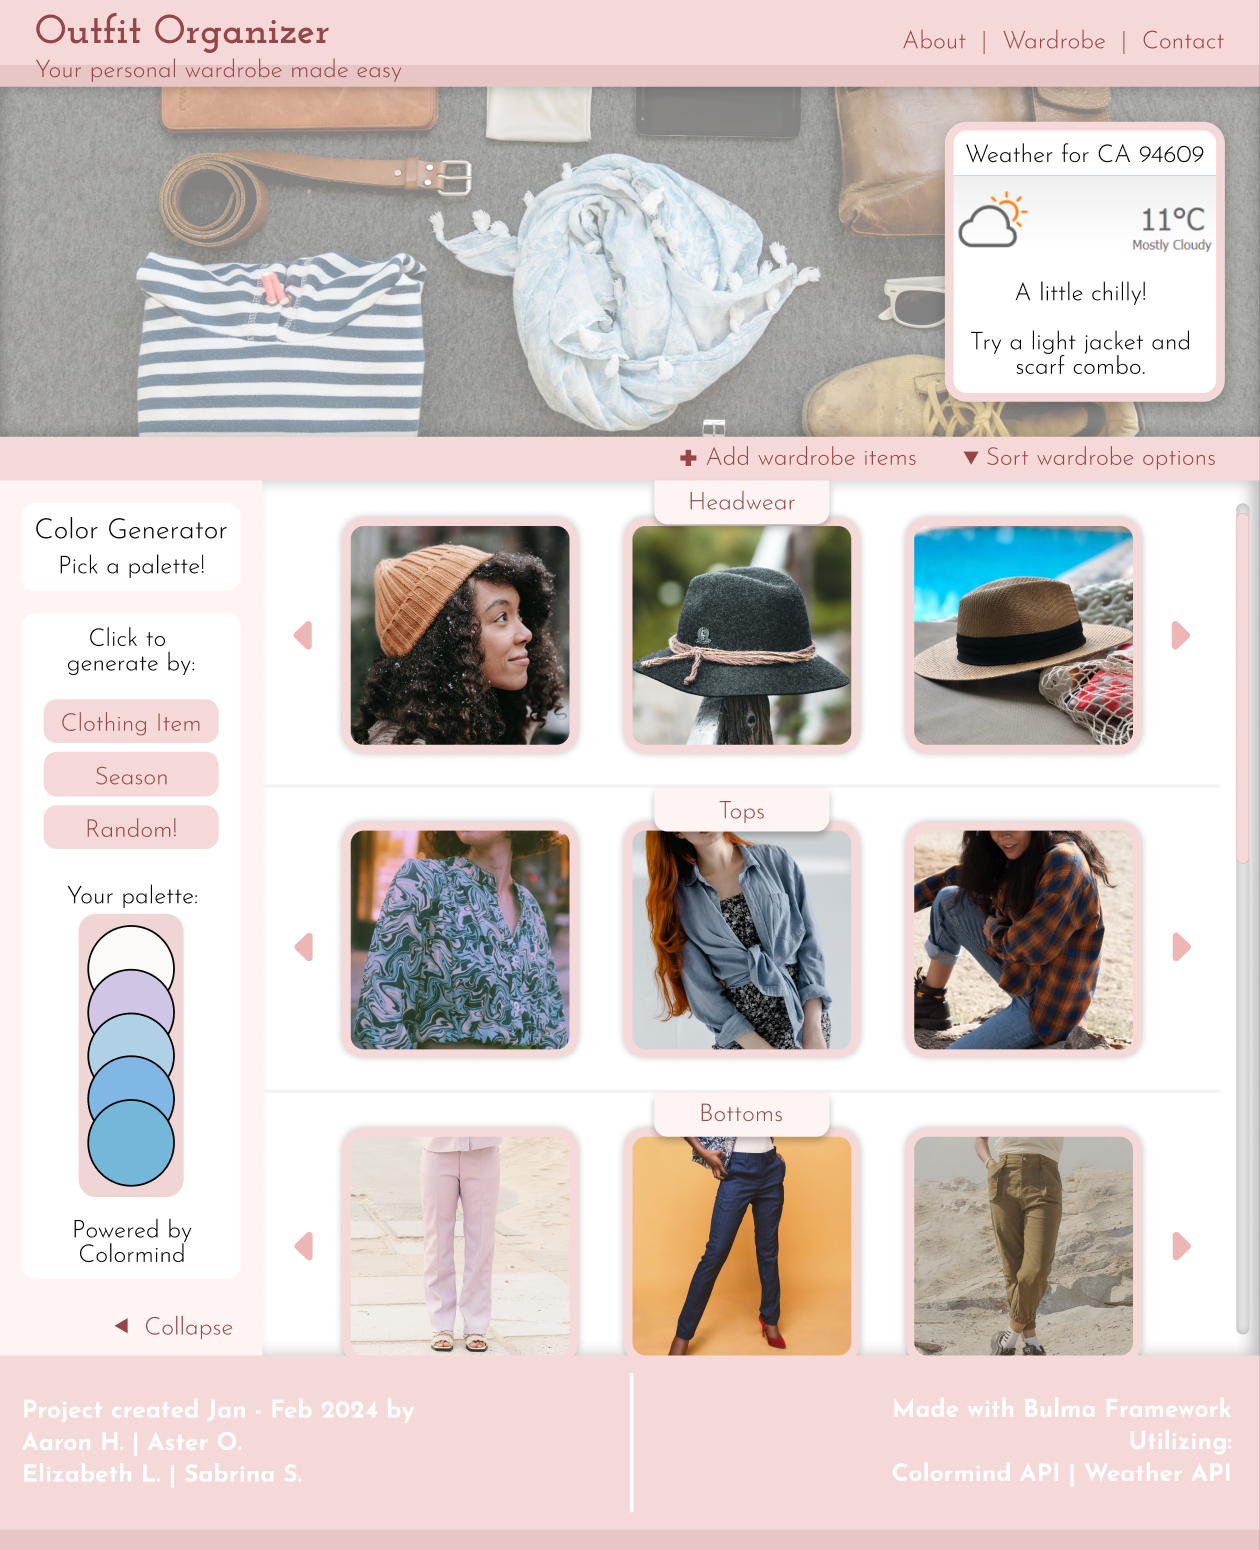 Outfit Organizer
Your personal wardrobe made easy
About | Wardrobe | Contact
Weather for CA 94609
11°C
Mostly Cloudy
A little chilly!
Try a light jacket and
scarf combo.
Add wardrobe items
Sort wardrobe options
Color Generator
Pick a palette!
Click to
generate by:
Clothing Item
Season
Random!
Your palette:
Powered by
Colormind
Collapse
Headwear
Tops
Bottoms
Project created Jan - Feb 2024 by
Aaron H. | Aster O.
Elizabeth L. | Sabrina S.
Made with Bulma Framework
Utilizing:
Colormind API | Weather API